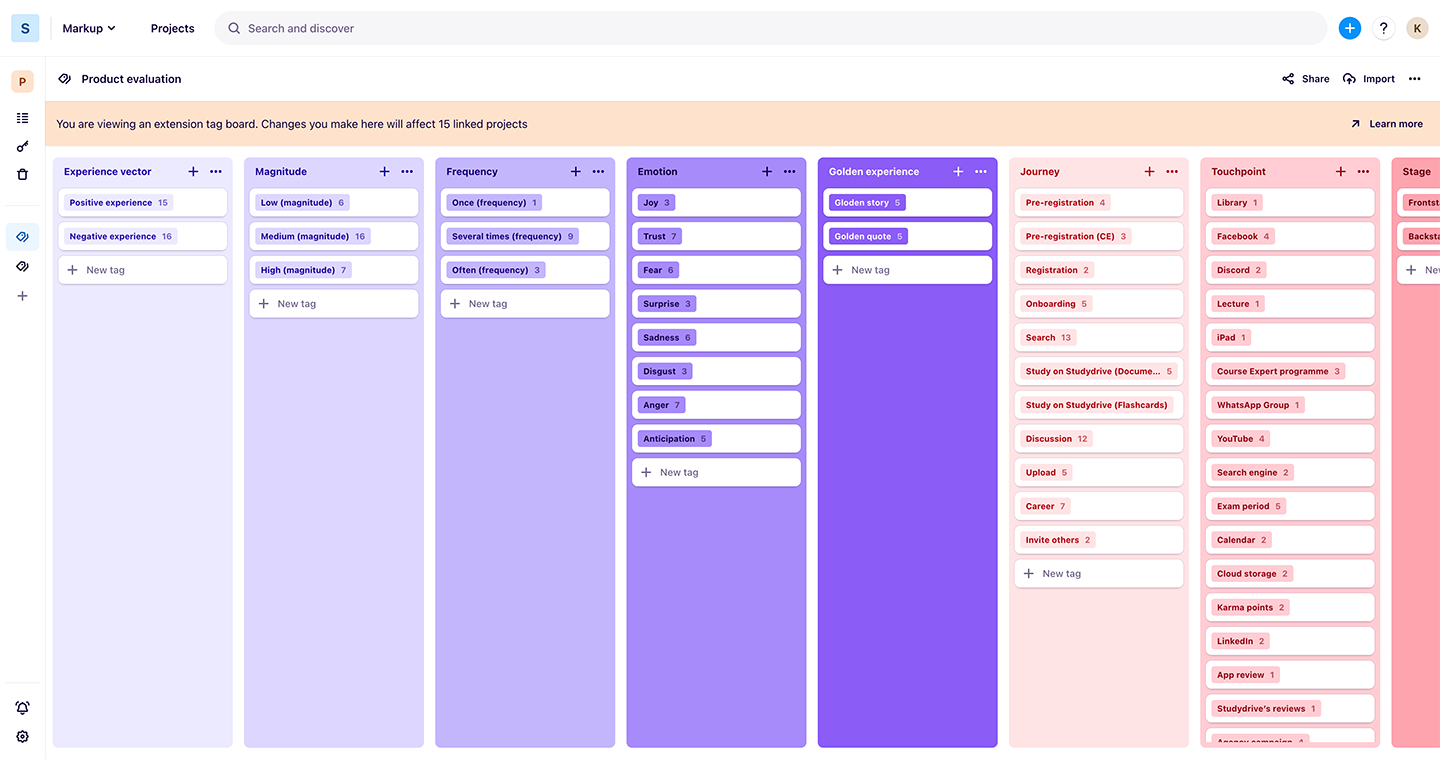 S
Markup
Projects
Search and discover
?
K
P
Product evaluation
Share
Import
You are viewing an extension tag board. Changes you make here will affect 15 linked projects
Learn more
Experience vector
Positive experience 15
Negative experience 16
New tag
Magnitude
Low (magnitude) 6
Medium (magnitude) 16
High (magnitude) 7
New tag
Frequency
Once (frequency) 1
Several times (frequency) 9
Often (frequency) 3
New tag
Emotion
Joy 3
Trust 7
Fear 6
Surprise 3
Sadness 6
Disgust 3
Anger 7
Anticipation 5
New tag
Golden experience
Gloden story 5
Golden quote 5
New tag
Journey
Pre-registration 4
Pre-registration (CE) 3
Registration 2
Onboarding 5
Search 13
Study on Studydrive (Docume... 5
Study on Studydrive (Flashcards)
Discussion 12
Upload 5
Career 7
Invite others 2
New tag
Touchpoint
Library 1
Facebook 4
Discord 2
Lecture 1
iPad 1
Course Expert programme 3
WhatsApp Group 1
YouTube 4
Search engine 2
Exam period 5
Calendar 2
Cloud storage 2
Karma points 2
LinkedIn 2
App review 1
Studydrive's reviews 1
Agency campaign
Stage
Frontst
Backsta
Ne